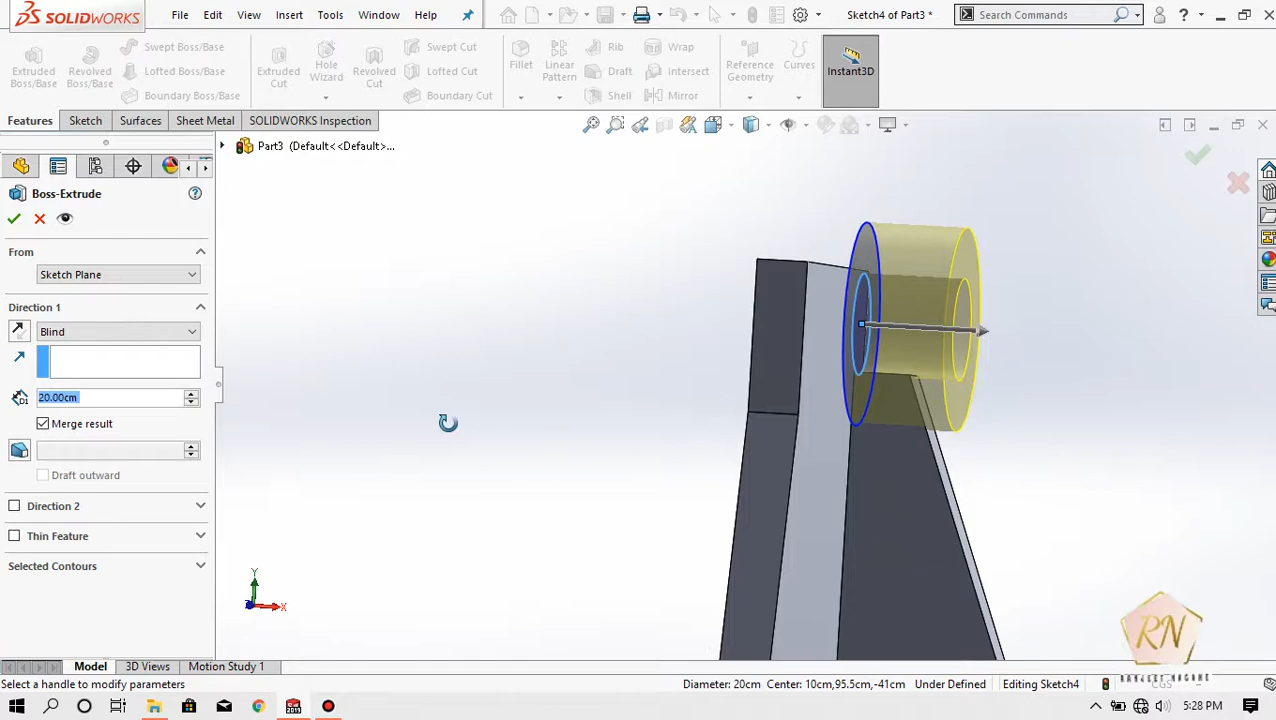 SOLIDWORKS File Edit View Insert Tools Window Help Sketch4 of Part3 * Search Commands ?
Extruded Boss/Base Revolved Boss/Base Swept Boss/Base Lofted Boss/Base Boundary Boss/Base Extruded Cut Hole Wizard Revolved Cut Swept Cut Lofted Cut Boundary Cut Fillet Linear Pattern Rib Draft Shell Wrap Intersect Mirror Reference Geometry Curves Instant3D
Features Sketch Surfaces Sheet Metal SOLIDWORKS Inspection
Part3 (Default<<Default>...
Boss-Extrude
From
Sketch Plane
Direction 1
Blind
D1 20.00cm
Merge result
Draft outward
Direction 2
Thin Feature
Selected Contours
Y
X
RN
Model 3D Views Motion Study 1
Select a handle to modify parameters Diameter: 20cm Center: 10cm,95.5cm,-41cm Under Defined Editing Sketch4 CGS
2019 5:28 PM